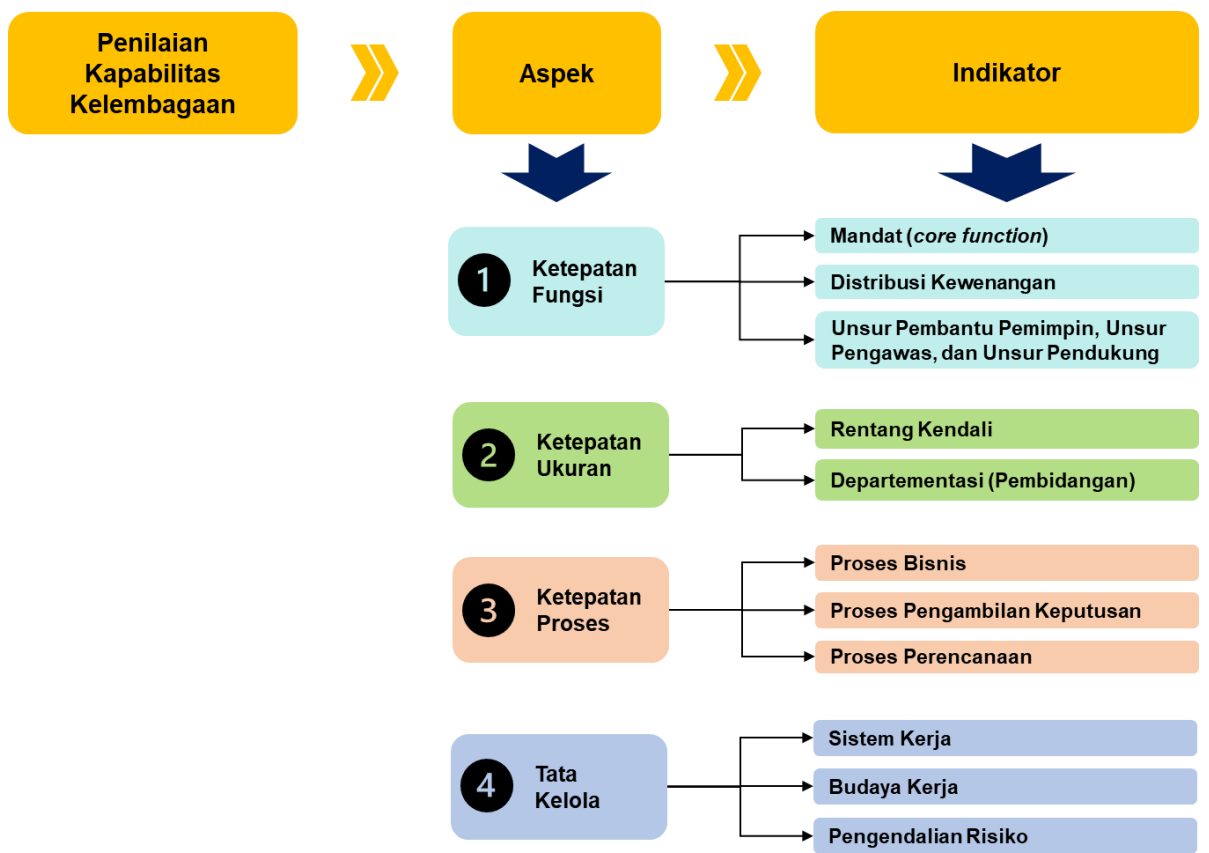 Penilaian
Kapabilitas
Kelembagaan
Aspek
Indikator
1
Ketepatan
Fungsi
Mandat (core function)
Distribusi Kewenangan
Unsur Pembantu Pemimpin, Unsur
Pengawas, dan Unsur Pendukung
2
Ketepatan
Ukuran
Rentang Kendali
Departementasi (Pembidangan)
3
Ketepatan
Proses
Proses Bisnis
Proses Pengambilan Keputusan
Proses Perencanaan
4
Tata
Kelola
Sistem Kerja
Budaya Kerja
Pengendalian Risiko